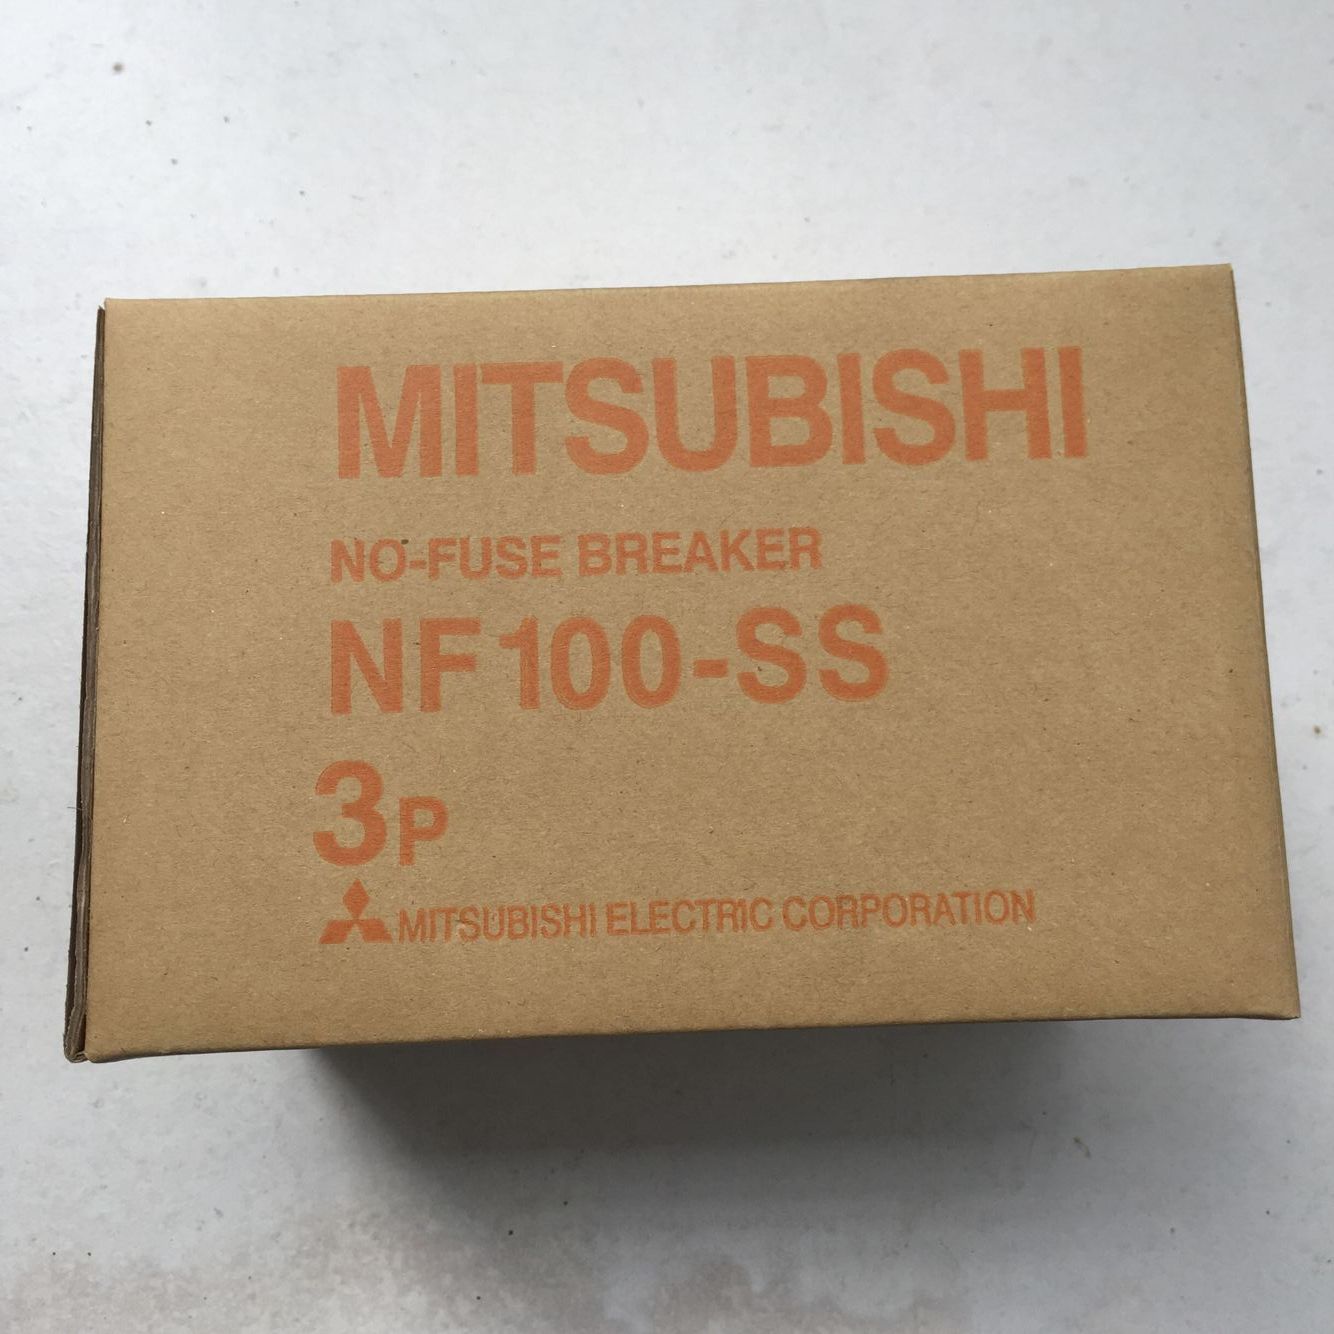 MITSUBISHI
NO-FUSE BREAKER
NF100-SS
3P
MITSUBISHI ELECTRIC CORPORATION